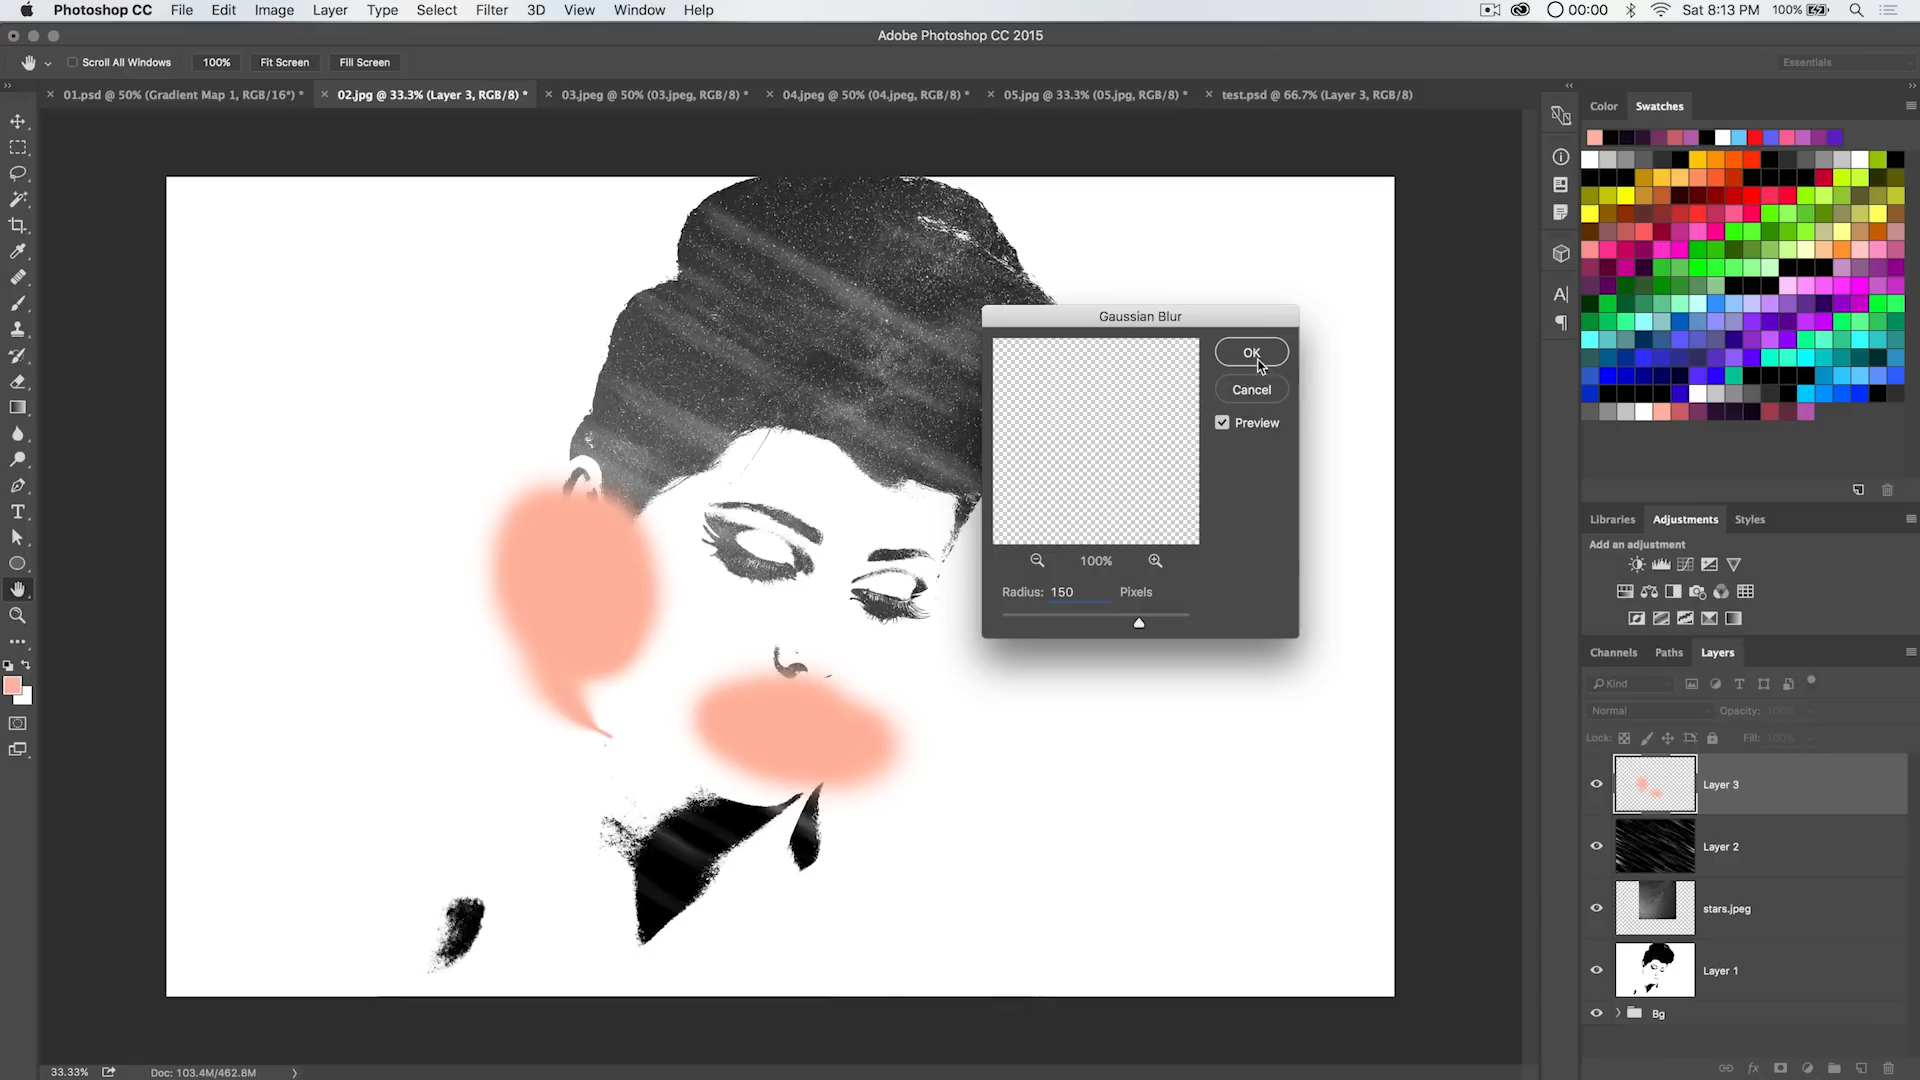 Photoshop CC File Edit Image Layer Type Select Filter 3D View Window Help 00:00 Sat 8:13 PM 100%
Adobe Photoshop CC 2015
Scroll All Windows 100% Fit Screen Fill Screen Essentials
01.psd @ 50% (Gradient Map 1, RGB/16*) * 02.jpg @ 33.3% (Layer 3, RGB/8) * 03.jpeg @ 50% (03.jpeg, RGB/8) * 04.jpeg @ 50% (04.jpeg, RGB/8) * 05.jpg @ 33.3% (05.jpg, RGB/8) * test.psd @ 66.7% (Layer 3, RGB/8)
Color Swatches
Gaussian Blur
OK
Cancel
Preview
100%
Radius: 150 Pixels
Libraries Adjustments Styles
Add an adjustment
Channels Paths Layers
Kind
Normal Opacity: 100%
Lock: Fill: 100%
Layer 3
Layer 2
stars.jpeg
Layer 1
Bg
33.33% Doc: 103.4M/462.8M